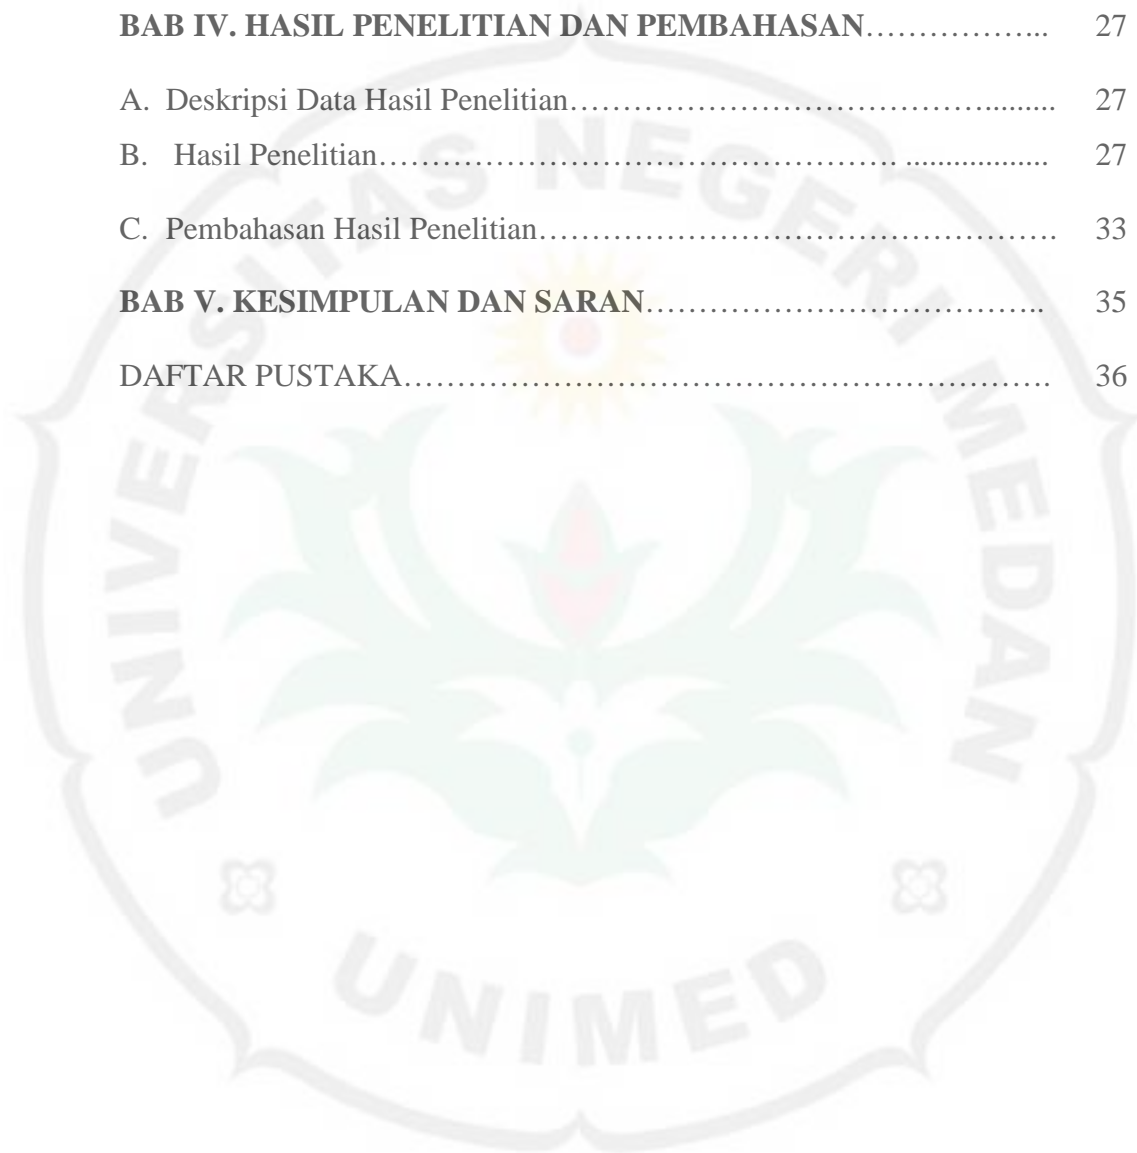 BAB IV. HASIL PENELITIAN DAN PEMBAHASAN…………….. 27
A. Deskripsi Data Hasil Penelitian………………………………….......... 27
B. Hasil Penelitian…………………………………………. .................. 27
C. Pembahasan Hasil Penelitian…………………………………………. 33
BAB V. KESIMPULAN DAN SARAN…………………………….. 35
DAFTAR PUSTAKA……………………………………………………. 36
UNIVERSITAS NEGERI MEDAN
UNIMED